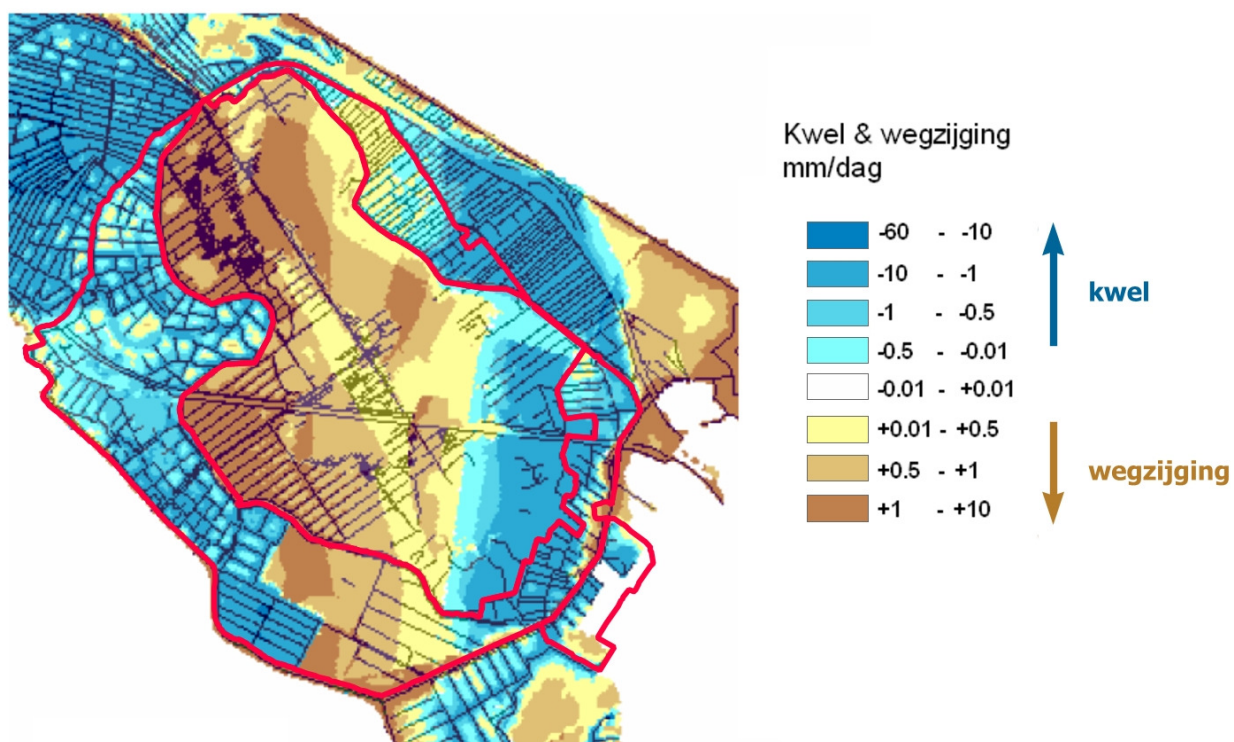 Kwel & wegzijging
mm/dag
-60 - -10
-10 - -1
-1 - -0.5
-0.5 - -0.01
-0.01 - +0.01
+0.01 - +0.5
+0.5 - +1
+1 - +10
kwel
wegzijging